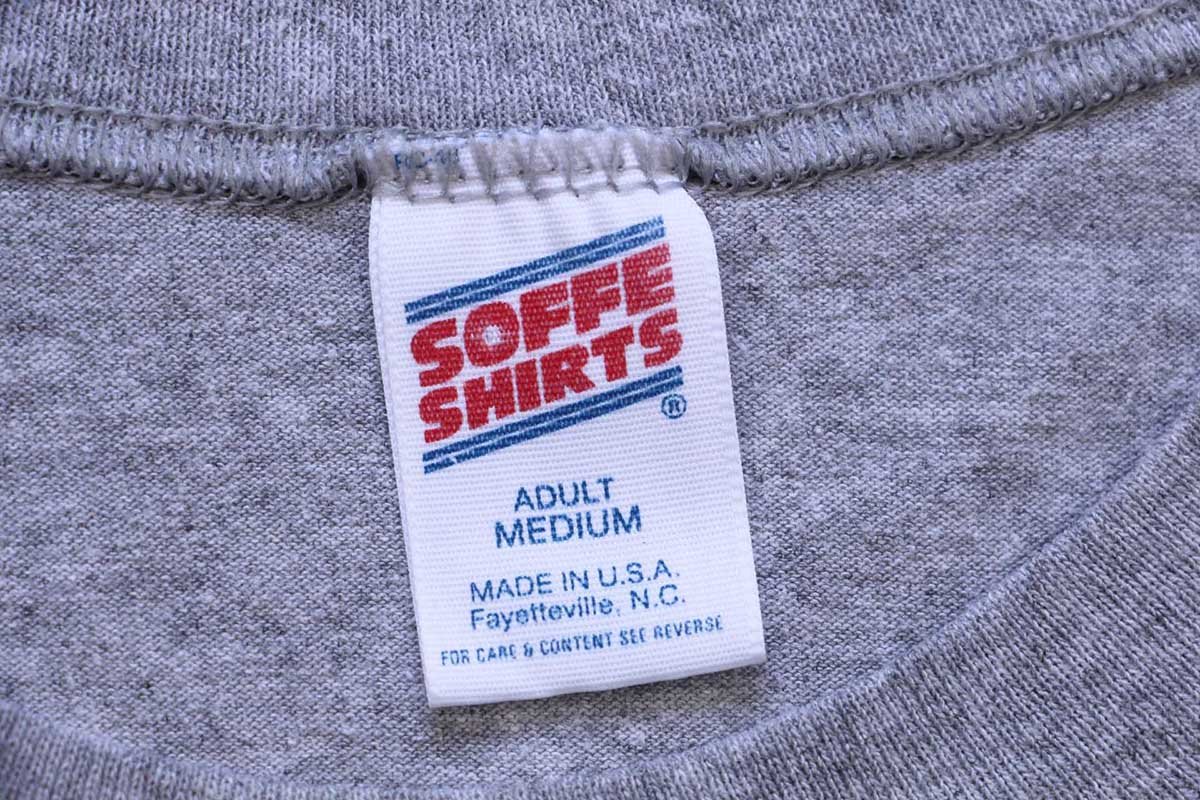 SOFFE
SHIRTS
®
ADULT
MEDIUM
MADE IN U.S.A.
Fayetteville, N.C.
FOR CARE & CONTENT SEE REVERSE